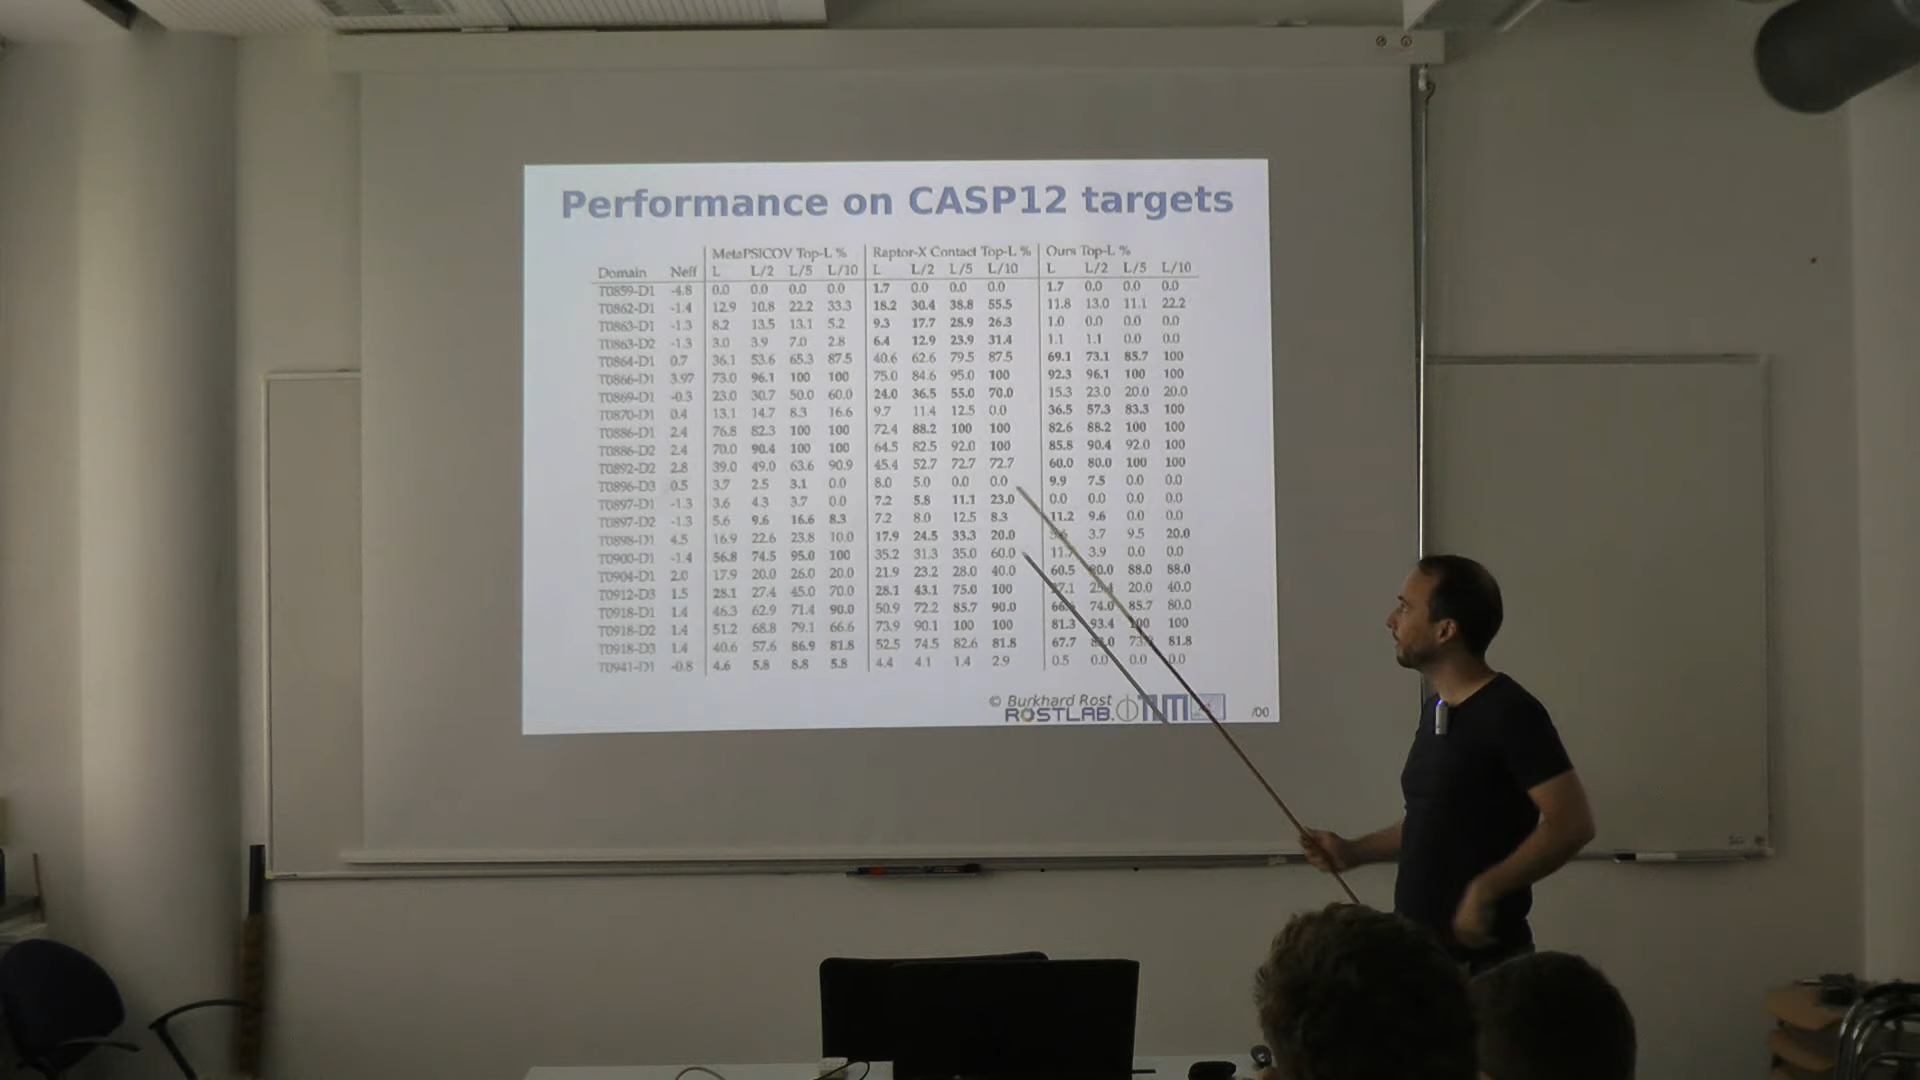 Performance on CASP12 targets
MetaPSICOV Top-L % Raptor-X Contact Top-L % Ours Top-L %
Domain Neff L L/2 L/5 L/10 L L/2 L/5 L/10 L L/2 L/5 L/10
T0859-D1 -4.8 0.0 0.0 0.0 0.0 1.7 0.0 0.0 0.0 1.7 0.0 0.0 0.0
T0862-D1 -1.4 12.9 10.8 22.2 33.3 18.2 30.4 38.8 55.5 11.8 13.0 11.1 22.2
T0863-D1 -1.3 8.2 13.5 13.1 5.2 9.3 17.7 28.9 26.3 1.0 0.0 0.0 0.0
T0863-D2 -1.3 3.0 3.9 7.0 2.8 6.4 12.9 23.9 31.4 1.1 1.1 0.0 0.0
T0864-D1 0.7 36.1 53.6 65.3 87.5 40.6 62.6 79.5 87.5 69.1 73.1 85.7 100
T0866-D1 3.97 73.0 96.1 100 100 75.0 84.6 95.0 100 92.3 96.1 100 100
T0869-D1 -0.3 23.0 30.7 50.0 60.0 24.0 36.5 55.0 70.0 15.3 23.0 20.0 20.0
T0870-D1 0.4 13.1 14.7 8.3 16.6 9.7 11.4 12.5 0.0 36.5 57.3 83.3 100
T0886-D1 2.4 76.8 82.3 100 100 72.4 88.2 100 100 82.6 88.2 100 100
T0886-D2 2.4 70.0 90.4 100 100 64.5 82.5 92.0 100 85.8 90.4 92.0 100
T0892-D2 2.8 39.0 49.0 63.6 90.9 45.4 52.7 72.7 72.7 60.0 80.0 100 100
T0896-D3 0.5 3.7 2.5 3.1 0.0 8.0 5.0 0.0 0.0 9.9 7.5 0.0 0.0
T0897-D1 -1.3 3.6 4.3 3.7 0.0 7.2 5.8 11.1 23.0 0.0 0.0 0.0 0.0
T0897-D2 -1.3 5.6 9.6 16.6 8.3 7.2 8.0 12.5 8.3 11.2 9.6 0.0 0.0
T0898-D1 4.5 16.9 22.6 23.8 10.0 17.9 24.5 33.3 20.0 3.7 9.5 20.0
T0900-D1 -1.4 56.8 74.5 95.0 100 35.2 31.3 35.0 60.0 3.9 0.0 0.0
T0904-D1 2.0 17.9 20.0 26.0 20.0 21.9 23.2 28.0 40.0 60.5 88.0 88.0
T0912-D3 1.5 28.1 27.4 45.0 70.0 28.1 43.1 75.0 100 20.0 40.0
T0918-D1 1.4 46.3 62.9 71.4 90.0 50.9 72.2 85.7 90.0 74.0 85.7 80.0
T0918-D2 1.4 51.2 68.8 79.1 66.6 73.9 90.1 100 100 81.3 93.4 100 100
T0918-D3 1.4 40.6 57.6 86.9 81.8 52.5 74.5 82.6 81.8 67.7 81.8
T0941-D1 -0.8 4.6 5.8 8.8 5.8 4.4 4.1 1.4 2.9 0.5 0.0 0.0 0.0
© Burkhard Rost
ROSTLAB. TUM /00